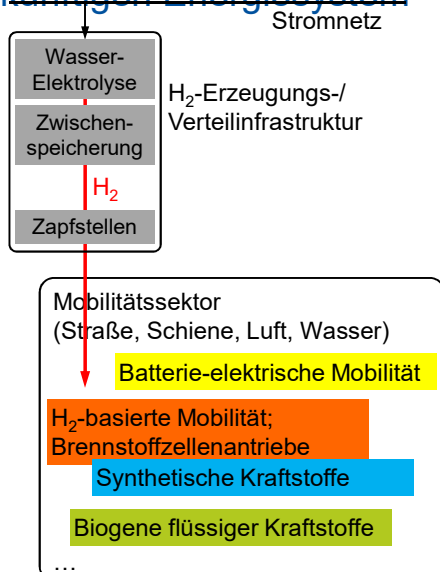 Energiesystem
Stromnetz
Wasser-
Elektrolyse
H₂-Erzeugungs-/
Verteilinfrastruktur
Zwischen-
speicherung
H₂
Zapfstellen
Mobilitätssektor
(Straße, Schiene, Luft, Wasser)
Batterie-elektrische Mobilität
H₂-basierte Mobilität;
Brennstoffzellenantriebe
Synthetische Kraftstoffe
Biogene flüssiger Kraftstoffe
...